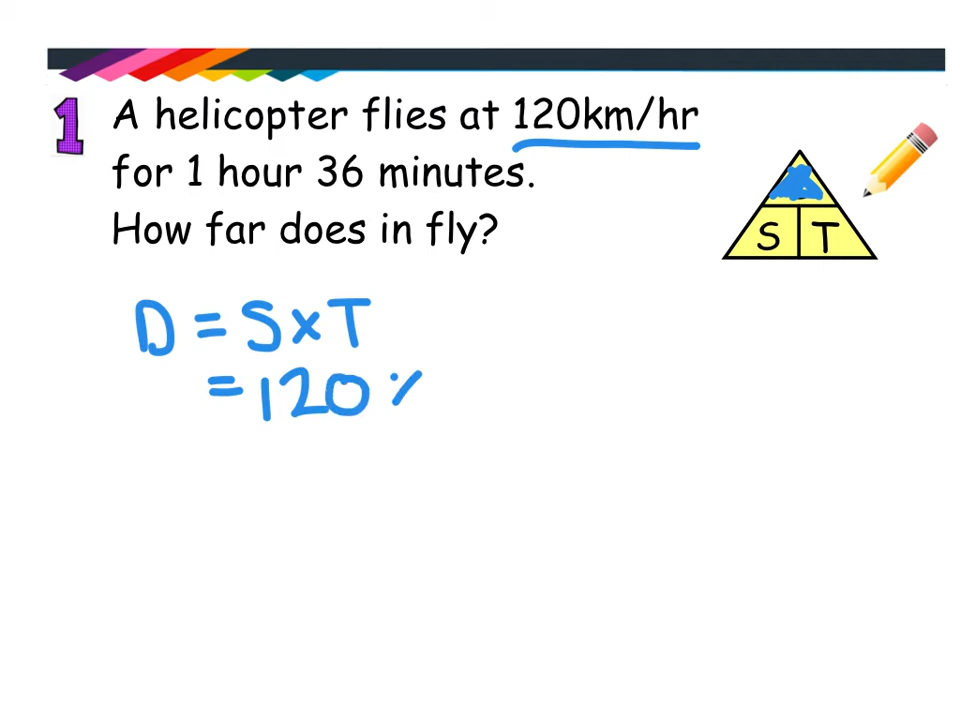 1 A helicopter flies at 120km/hr
for 1 hour 36 minutes.
How far does in fly?
S T
D = S x T
= 120